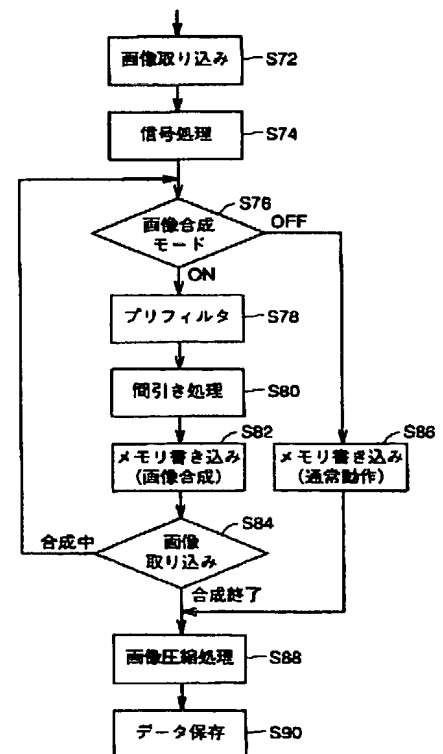 画像取り込み S72
信号処理 S74
S76
画像合成
モード
OFF
ON
プリフィルタ S78
間引き処理 S80
S82
メモリ書き込み
(画像合成)
S86
メモリ書き込み
(通常動作)
S84
画像
取り込み
合成中
合成終了
画像圧縮処理 S88
データ保存 S90